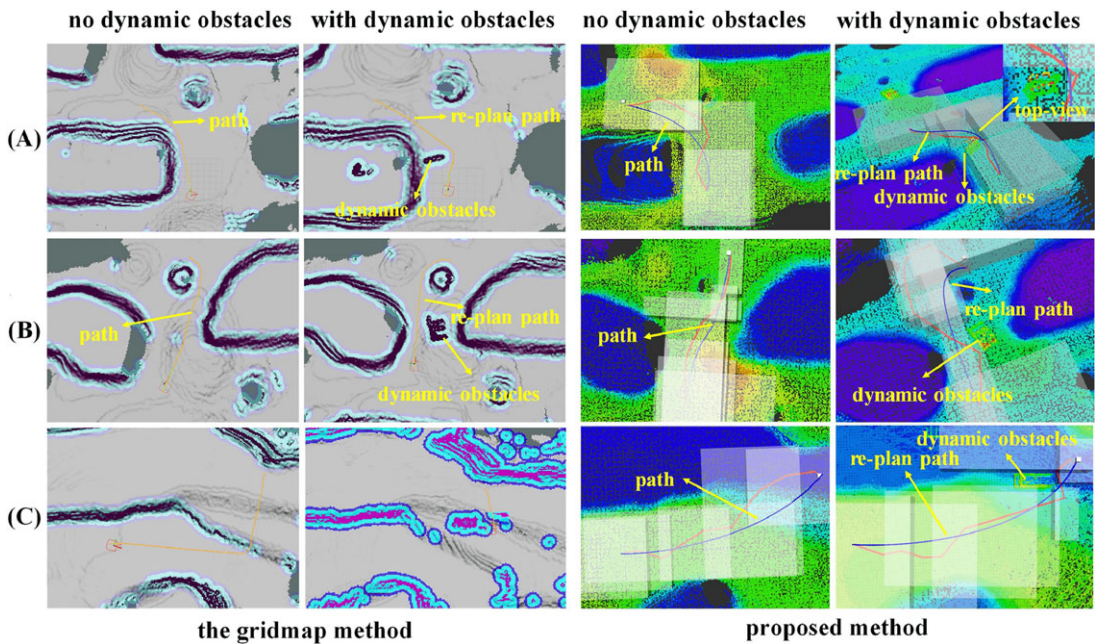 no dynamic obstacles
with dynamic obstacles
no dynamic obstacles
with dynamic obstacles
(A)
path
re-plan path
dynamic obstacles
path
top-view
re-plan path
dynamic obstacles
(B)
path
re-plan path
dynamic obstacles
path
re-plan path
dynamic obstacles
(C)
path
dynamic obstacles
re-plan path
the gridmap method
proposed method